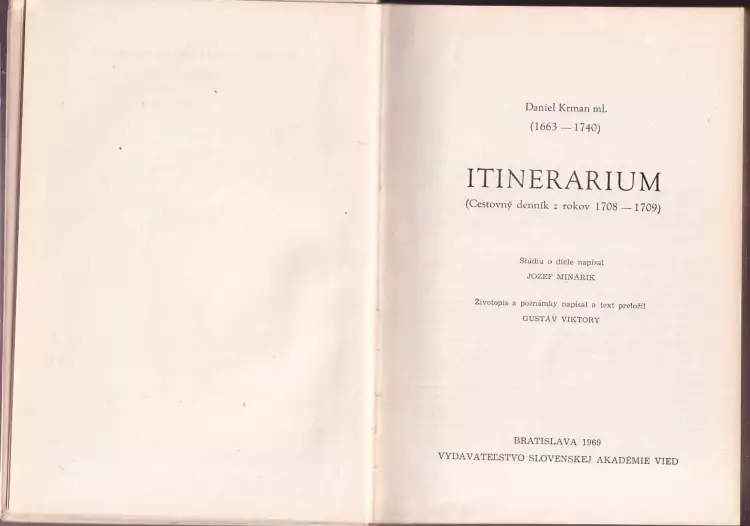 Daniel Krman ml.
(1663 — 1740)
ITINERARIUM
(Cestovný denník z rokov 1708 — 1709)
Štúdiu o diele napísal
JOZEF MINÁRIK
Životopis a poznámky napísal a text preložil
GUSTÁV VIKTORY
BRATISLAVA 1969
VYDAVATEĽSTVO SLOVENSKEJ AKADÉMIE VIED